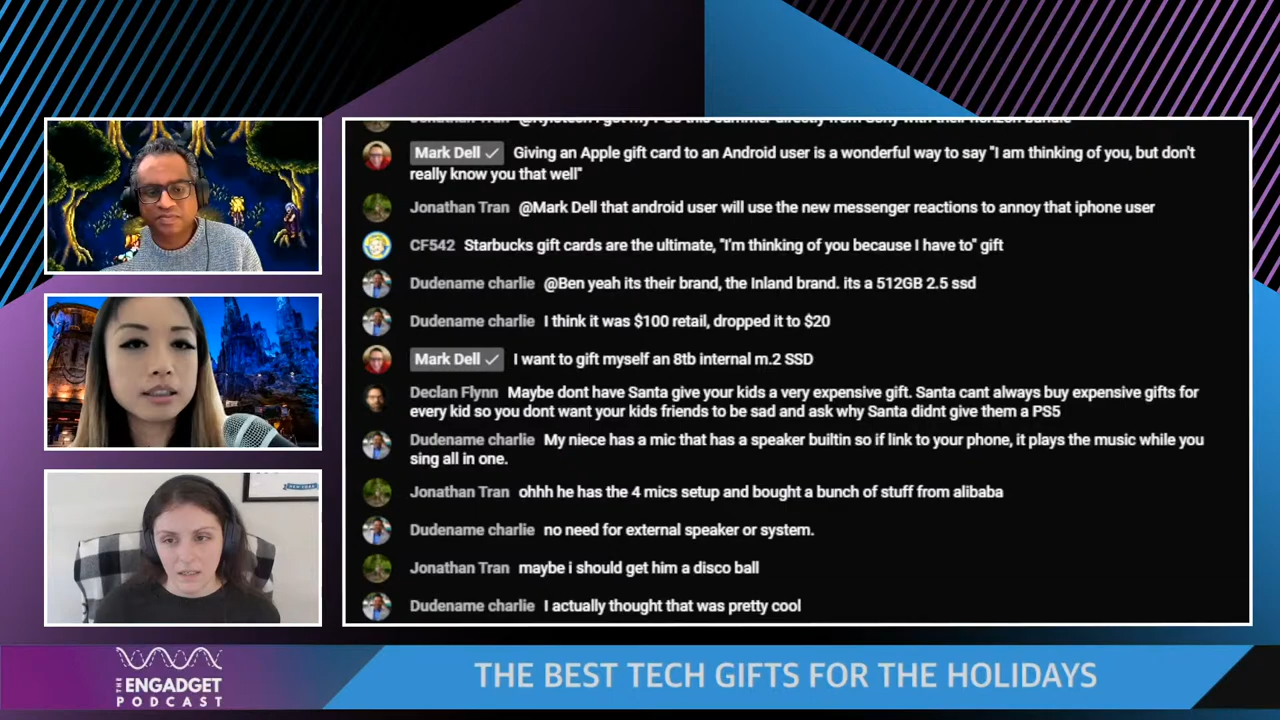 Mark Dell Giving an Apple gift card to an Android user is a wonderful way to say "I am thinking of you, but don't
really know you that well"
Jonathan Tran @Mark Dell that android user will use the new menenger reactions to annoy that iphone user
CF542 Starbucks gift cards are the ultimate, "I'm thinking of you because I have to" gift
Dudename charlie @Ben yeah its their brand, the Inland brand. its a 512GB 2.5 ssd
Dudename charlie I think it was $100 retail, dropped it to $20
Mark Dell I want to gift myself an 8tb internal m.2 SSD
Declan Flynn Maybe dont have Santa give your kids a very expensive gift. Santa cant always buy expensive gifts for
every kid so you dont want your kids friends to be sad and ask why Santa didnt give them a PS5
Dudename charlie My niece has a mic that has a speaker builtin so if link to your phone, it plays the music while you
sing all in one.
Jonathan Tran ohhh he has the 4 mics setup and bought a bunch of stuff from alibaba
Dudename charlie no need for external speaker or system.
Jonathan Tran maybe i should get him a disco ball
Dudename charlie I actually thought that was pretty cool
THE ENGADGET
PODCAST
THE BEST TECH GIFTS FOR THE HOLIDAYS